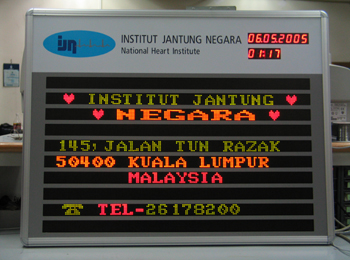 ijn
INSTITUT JANTUNG NEGARA
National Heart Institute
06.05.2005
01:17
♥ INSTITUT JANTUNG ♥
♥ NEGARA ♥
145, JALAN TUN RAZAK
50400 KUALA LUMPUR
MALAYSIA
☎ TEL-26178200